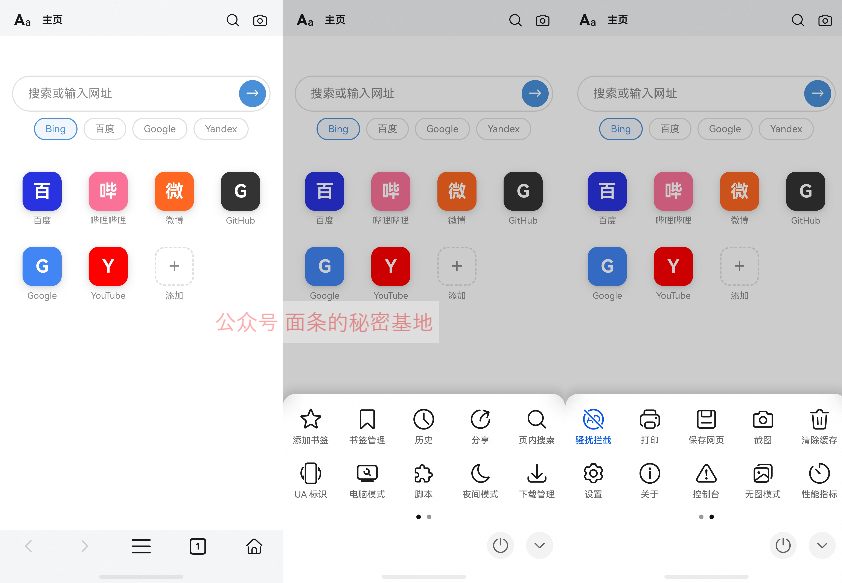 Aa 主页
搜索或输入网址
Bing 百度 Google Yandex
百 哔 微 G
百度 哔哩哔哩 微博 GitHub
G Y +
Google YouTube 添加
1
Aa 主页
搜索或输入网址
Bing 百度 Google Yandex
百 哔 微 G
百度 哔哩哔哩 微博 GitHub
G Y +
Google YouTube 添加
添加书签 书签管理 历史 分享 页内搜索
UA 标识 电脑模式 脚本 夜间模式 下载管理
Aa 主页
搜索或输入网址
Bing 百度 Google Yandex
百 哔 微 G
百度 哔哩哔哩 微博 GitHub
G Y +
Google YouTube 添加
AD
骚扰拦截 打印 保存网页 截图 清除缓存
设置 关于 控制台 无图模式 性能指标
公众号 面条的秘密基地